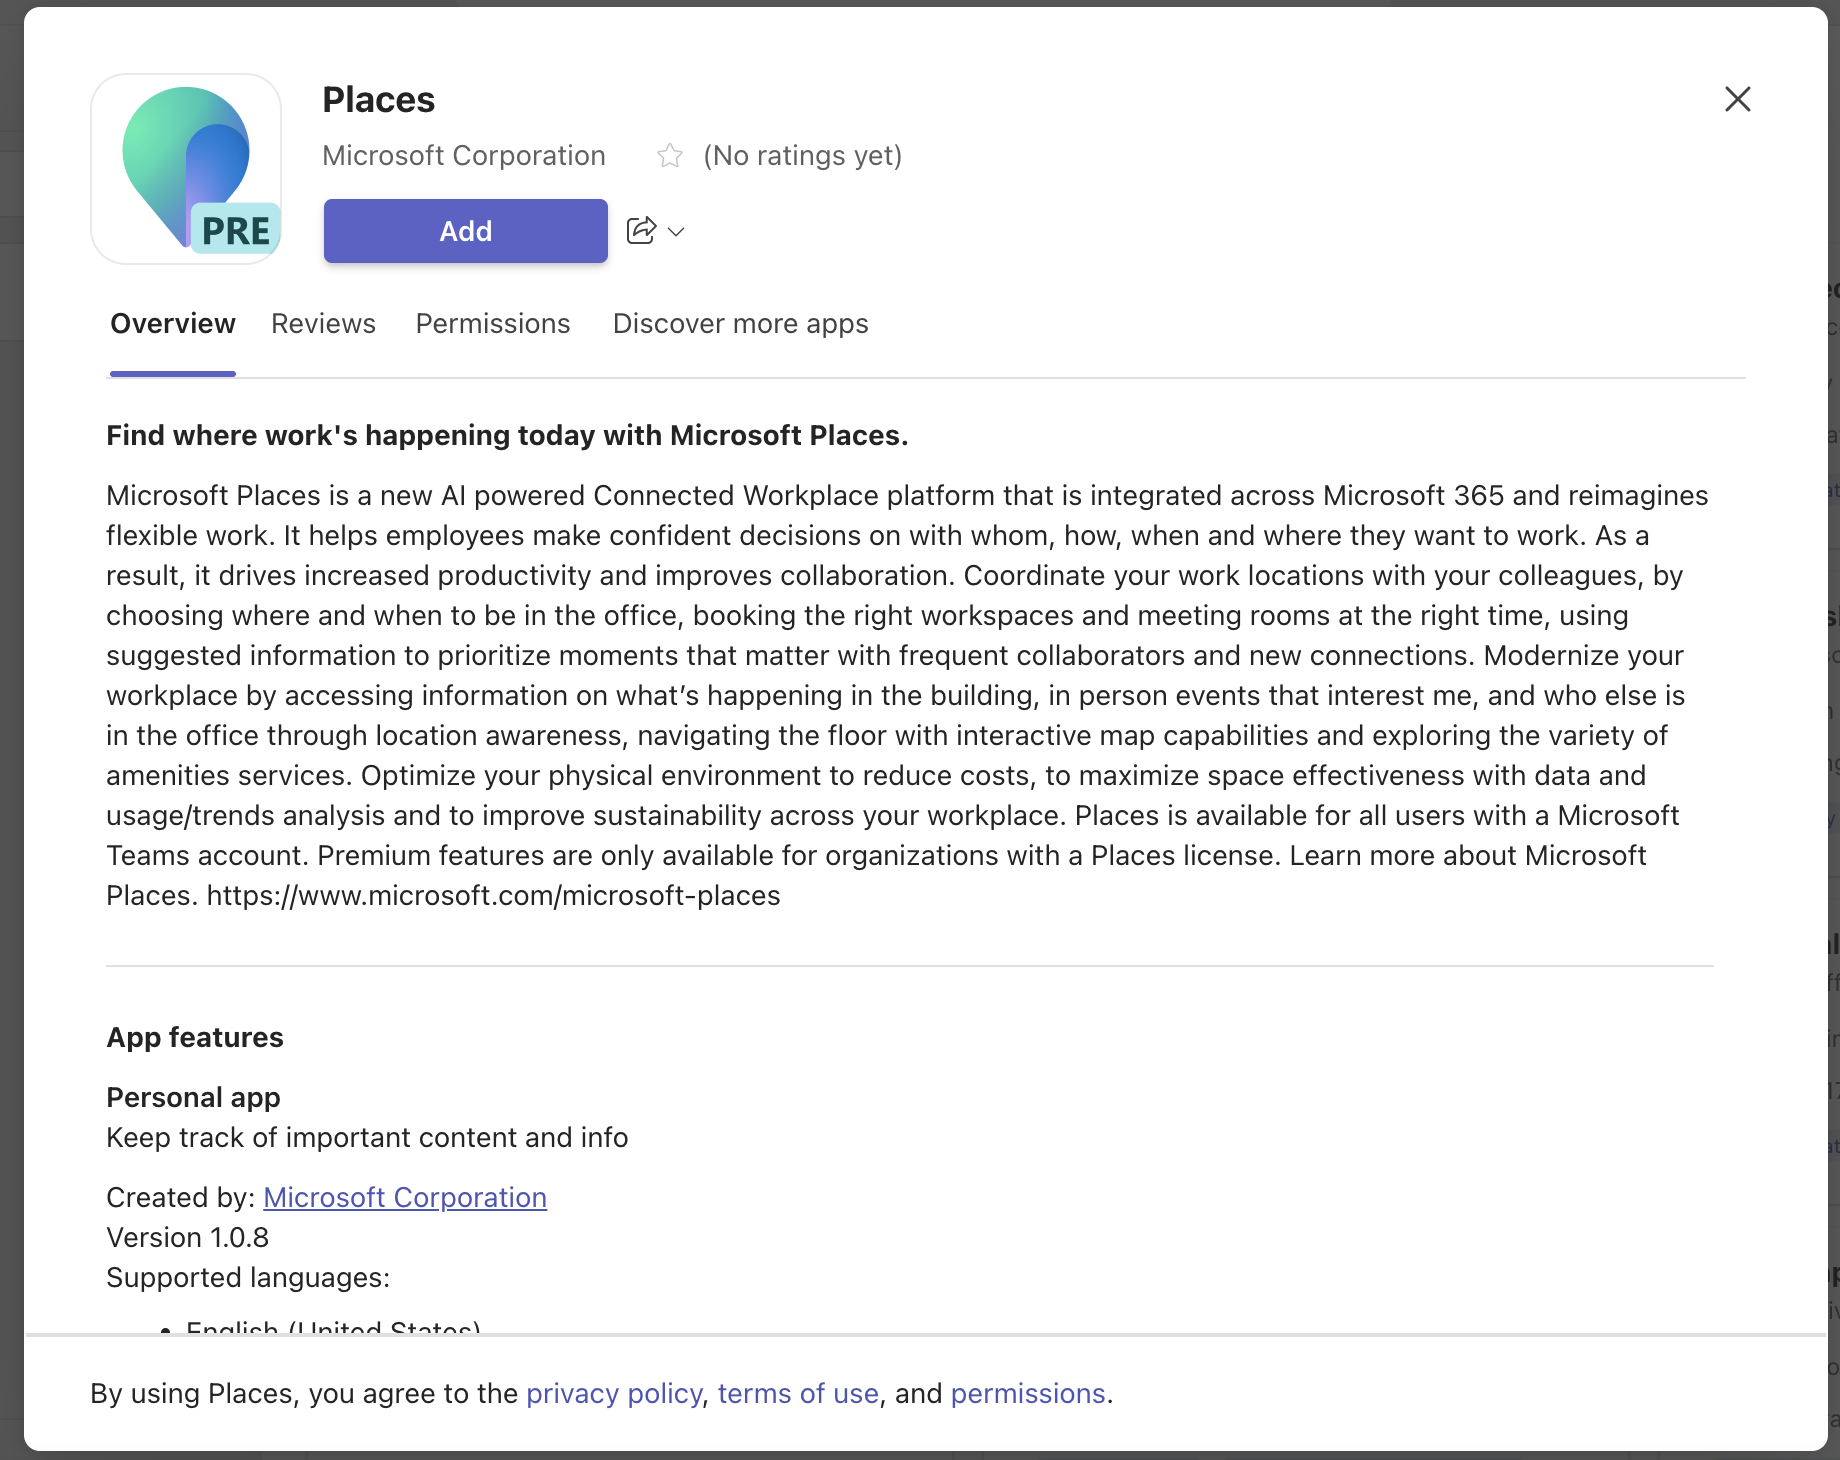 Places
Microsoft Corporation (No ratings yet)
PRE
Add
Overview Reviews Permissions Discover more apps
Find where work's happening today with Microsoft Places.
Microsoft Places is a new AI powered Connected Workplace platform that is integrated across Microsoft 365 and reimagines
flexible work. It helps employees make confident decisions on with whom, how, when and where they want to work. As a
result, it drives increased productivity and improves collaboration. Coordinate your work locations with your colleagues, by
choosing where and when to be in the office, booking the right workspaces and meeting rooms at the right time, using
suggested information to prioritize moments that matter with frequent collaborators and new connections. Modernize your
workplace by accessing information on what’s happening in the building, in person events that interest me, and who else is
in the office through location awareness, navigating the floor with interactive map capabilities and exploring the variety of
amenities services. Optimize your physical environment to reduce costs, to maximize space effectiveness with data and
usage/trends analysis and to improve sustainability across your workplace. Places is available for all users with a Microsoft
Teams account. Premium features are only available for organizations with a Places license. Learn more about Microsoft
Places. https://www.microsoft.com/microsoft-places
App features
Personal app
Keep track of important content and info
Created by: Microsoft Corporation
Version 1.0.8
Supported languages:
• English (United States)
By using Places, you agree to the privacy policy, terms of use, and permissions.